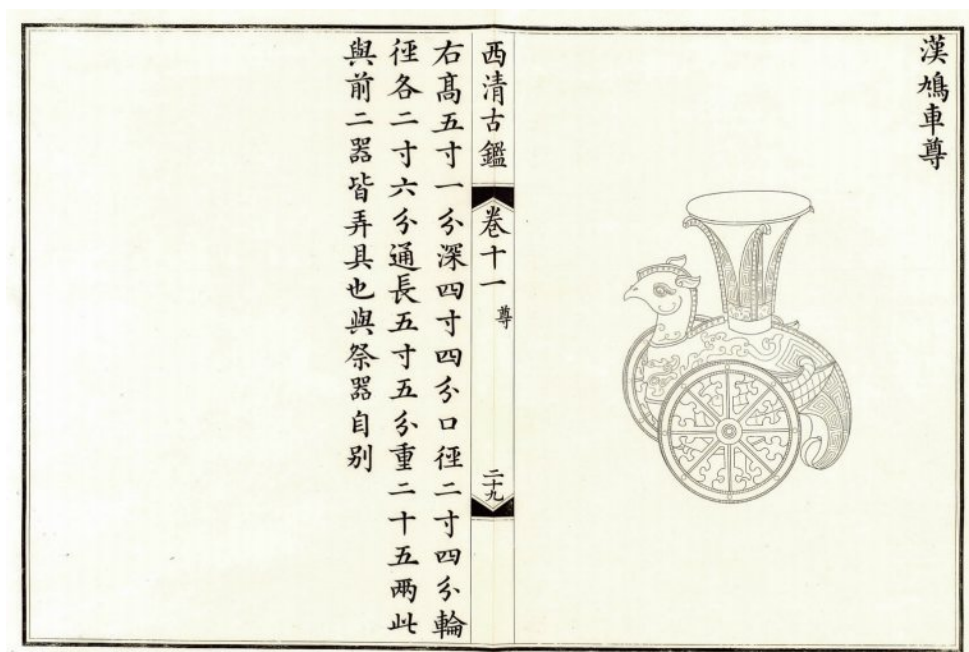 漢鳩車尊
西清古鑑 卷十一 尊 二十九
右高五寸一分深四寸四分口徑二寸四分輪
徑各二寸六分通長五寸五分重二十五兩此
與前二器皆弄具也與祭器自别